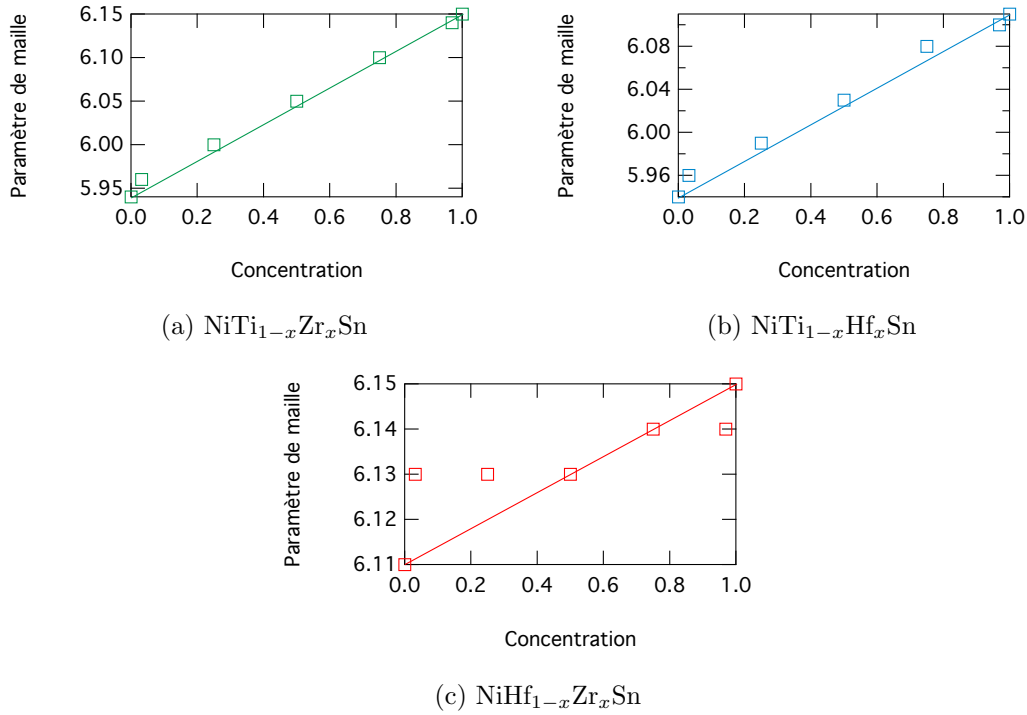 Paramètre de maille
6.15
6.10
6.05
6.00
5.95
0.0 0.2 0.4 0.6 0.8 1.0
Concentration
(a) NiTi₁₋ₓZrₓSn
Paramètre de maille
6.08
6.04
6.00
5.96
0.0 0.2 0.4 0.6 0.8 1.0
Concentration
(b) NiTi₁₋ₓHfₓSn
Paramètre de maille
6.15
6.14
6.13
6.12
6.11
0.0 0.2 0.4 0.6 0.8 1.0
Concentration
(c) NiHf₁₋ₓZrₓSn